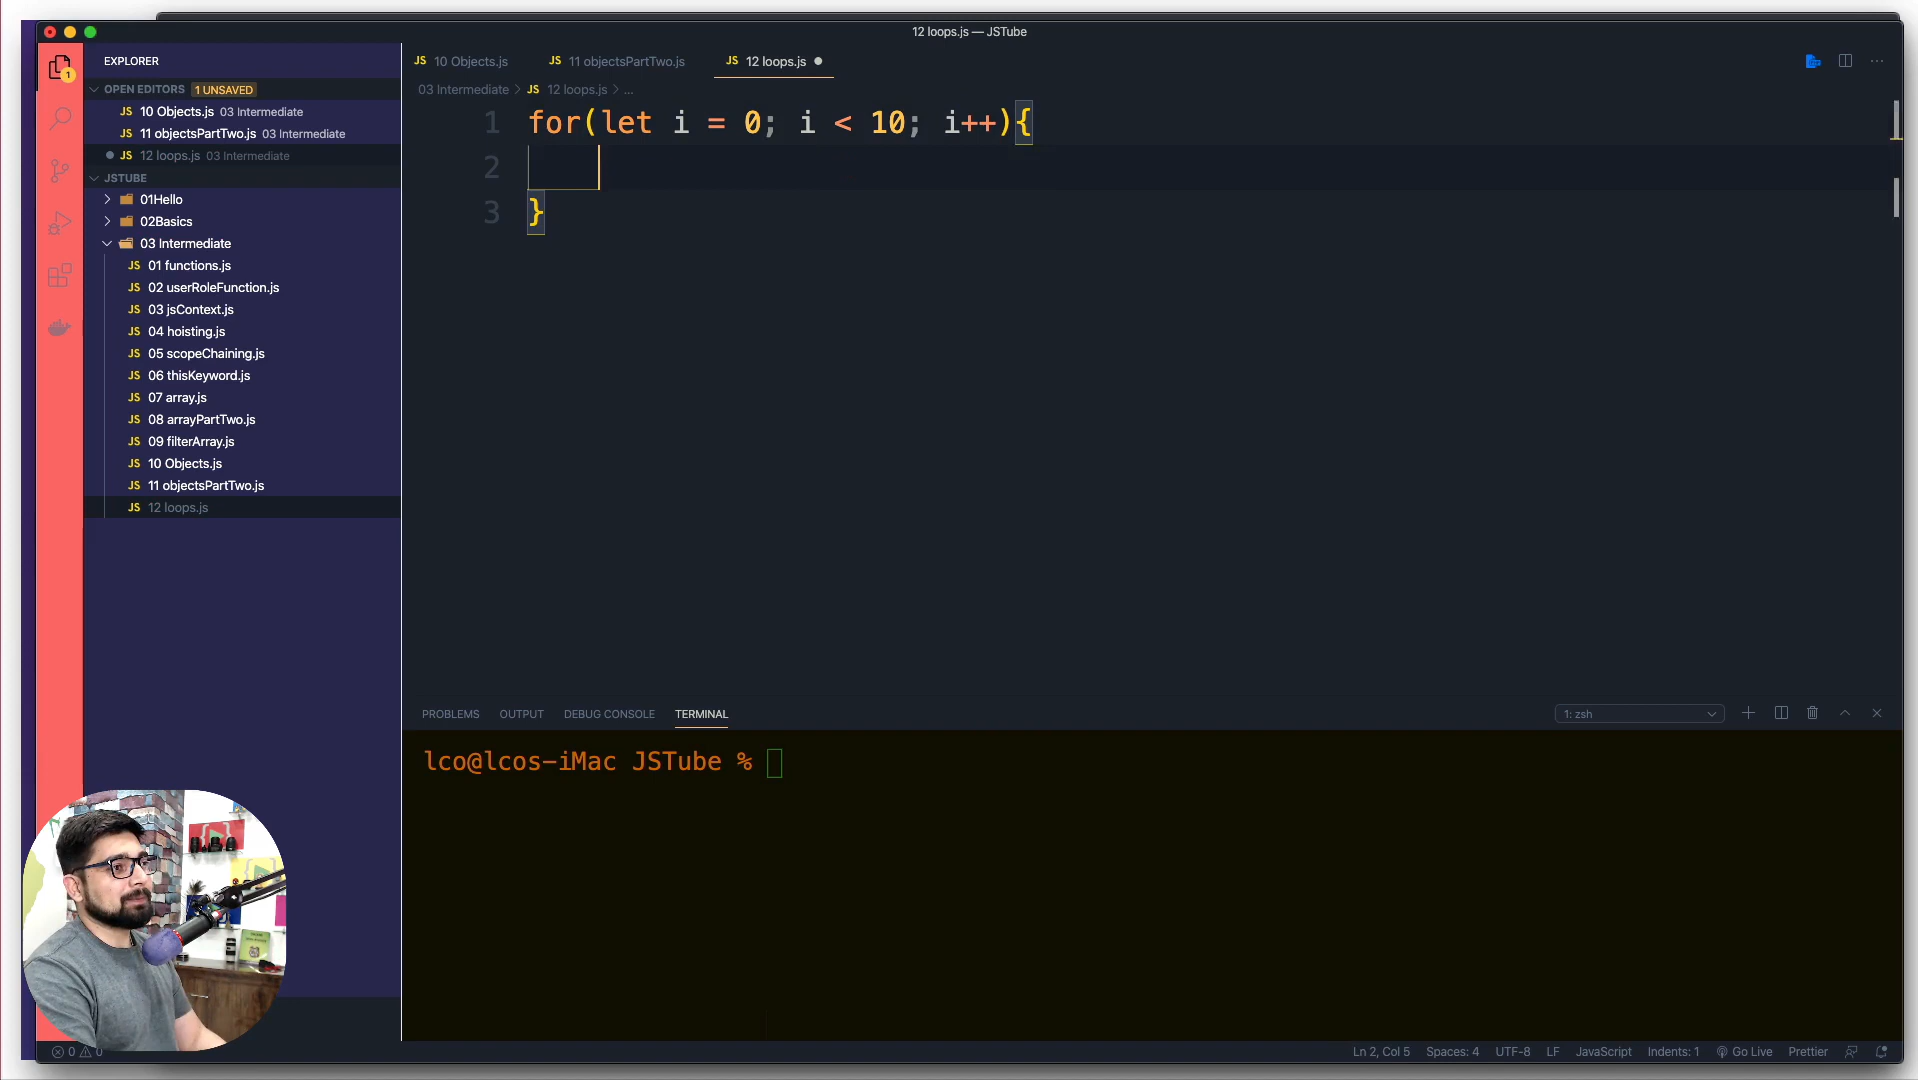 12 loops.js — JSTube
EXPLORER
OPEN EDITORS 1 UNSAVED
JS 10 Objects.js 03 Intermediate
JS 11 objectsPartTwo.js 03 Intermediate
JS 12 loops.js 03 Intermediate
JSTUBE
01Hello
02Basics
03 Intermediate
JS 01 functions.js
JS 02 userRoleFunction.js
JS 03 jsContext.js
JS 04 hoisting.js
JS 05 scopeChaining.js
JS 06 thisKeyword.js
JS 07 array.js
JS 08 arrayPartTwo.js
JS 09 filterArray.js
JS 10 Objects.js
JS 11 objectsPartTwo.js
JS 12 loops.js
1
JS 10 Objects.js JS 11 objectsPartTwo.js JS 12 loops.js
03 Intermediate > JS 12 loops.js > ...
1 for(let i = 0; i < 10; i++){
2
3 }
PROBLEMS OUTPUT DEBUG CONSOLE TERMINAL 1: zsh
lco@lcos-iMac JSTube %
0 0 Ln 2, Col 5 Spaces: 4 UTF-8 LF JavaScript Indents: 1 Go Live Prettier